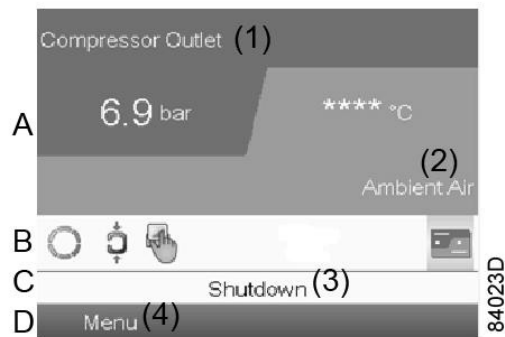 Compressor Outlet (1)
A 6.9 bar **** °C
(2)
Ambient Air
B
C Shutdown (3)
D Menu (4)
84023D